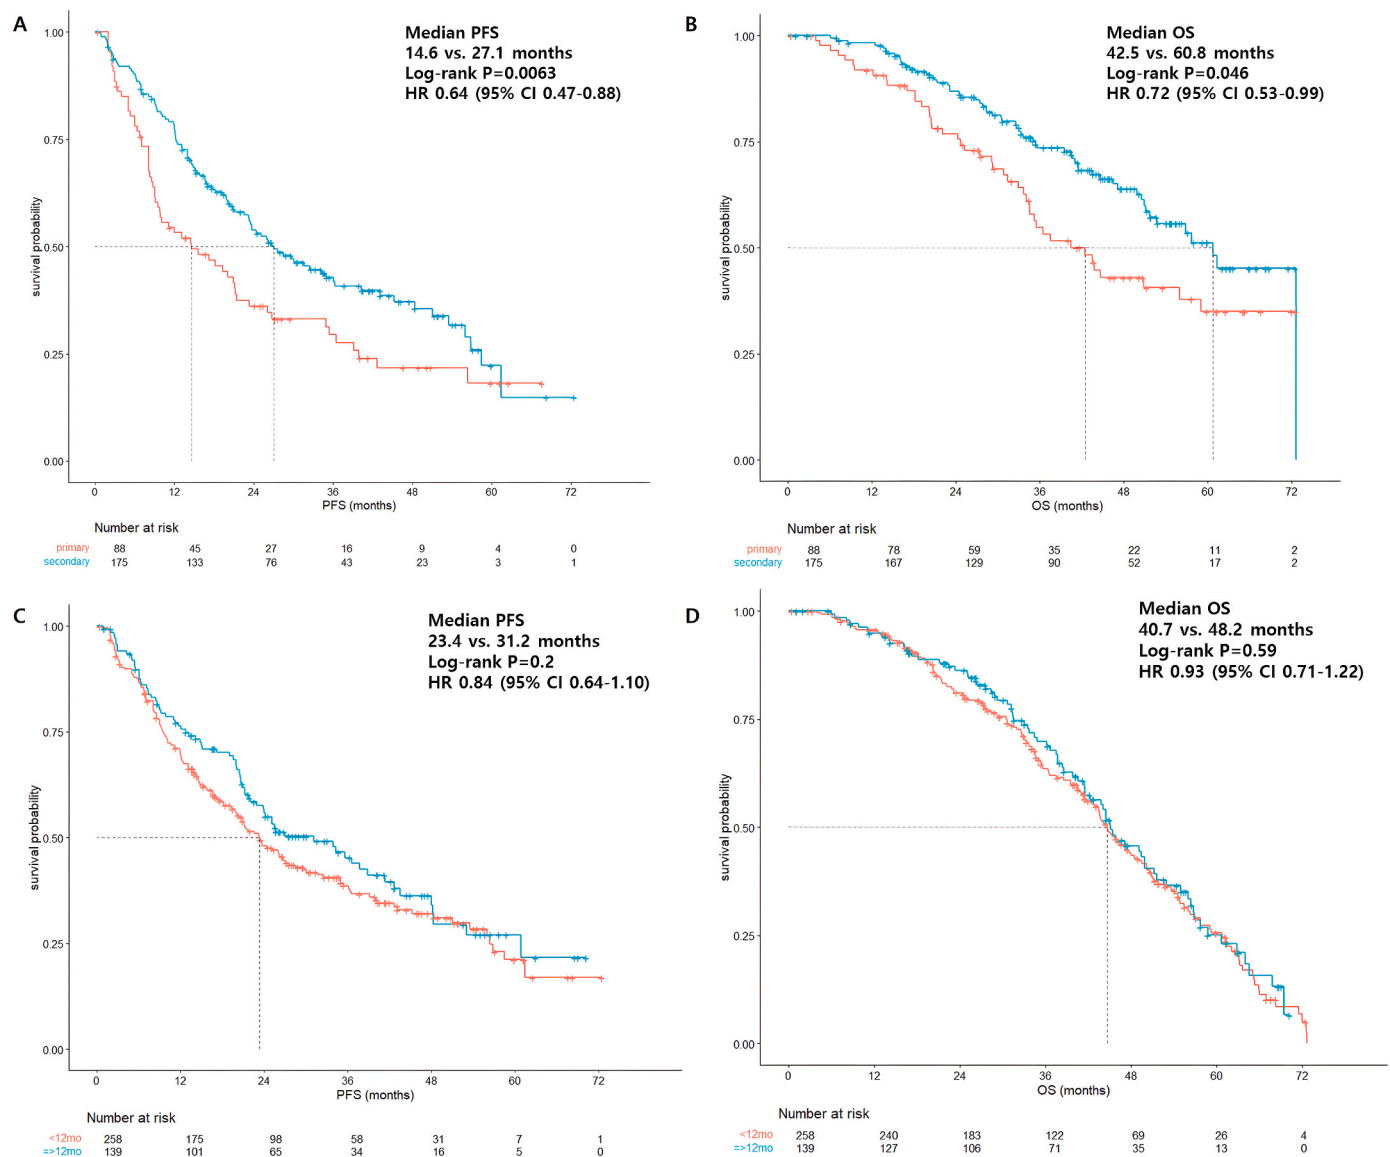 A
Median PFS
14.6 vs. 27.1 months
Log-rank P=0.0063
HR 0.64 (95% CI 0.47-0.88)
survival probability
1.00
0.75
0.50
0.25
0.00
0 12 24 36 48 60 72
PFS (months)
Number at risk
primary 88 45 27 16 9 4 0
secondary 175 133 76 43 23 3 1
B
Median OS
42.5 vs. 60.8 months
Log-rank P=0.046
HR 0.72 (95% CI 0.53-0.99)
survival probability
1.00
0.75
0.50
0.25
0.00
0 12 24 36 48 60 72
OS (months)
Number at risk
primary 88 78 59 35 22 11 2
secondary 175 167 129 90 52 17 2
C
Median PFS
23.4 vs. 31.2 months
Log-rank P=0.2
HR 0.84 (95% CI 0.64-1.10)
survival probability
1.00
0.75
0.50
0.25
0.00
0 12 24 36 48 60 72
PFS (months)
Number at risk
<12mo 258 175 98 58 31 7 1
=>12mo 139 101 65 34 16 5 0
D
Median OS
40.7 vs. 48.2 months
Log-rank P=0.59
HR 0.93 (95% CI 0.71-1.22)
survival probability
1.00
0.75
0.50
0.25
0.00
0 12 24 36 48 60 72
OS (months)
Number at risk
<12mo 258 240 183 122 69 26 4
=>12mo 139 127 106 71 35 13 0